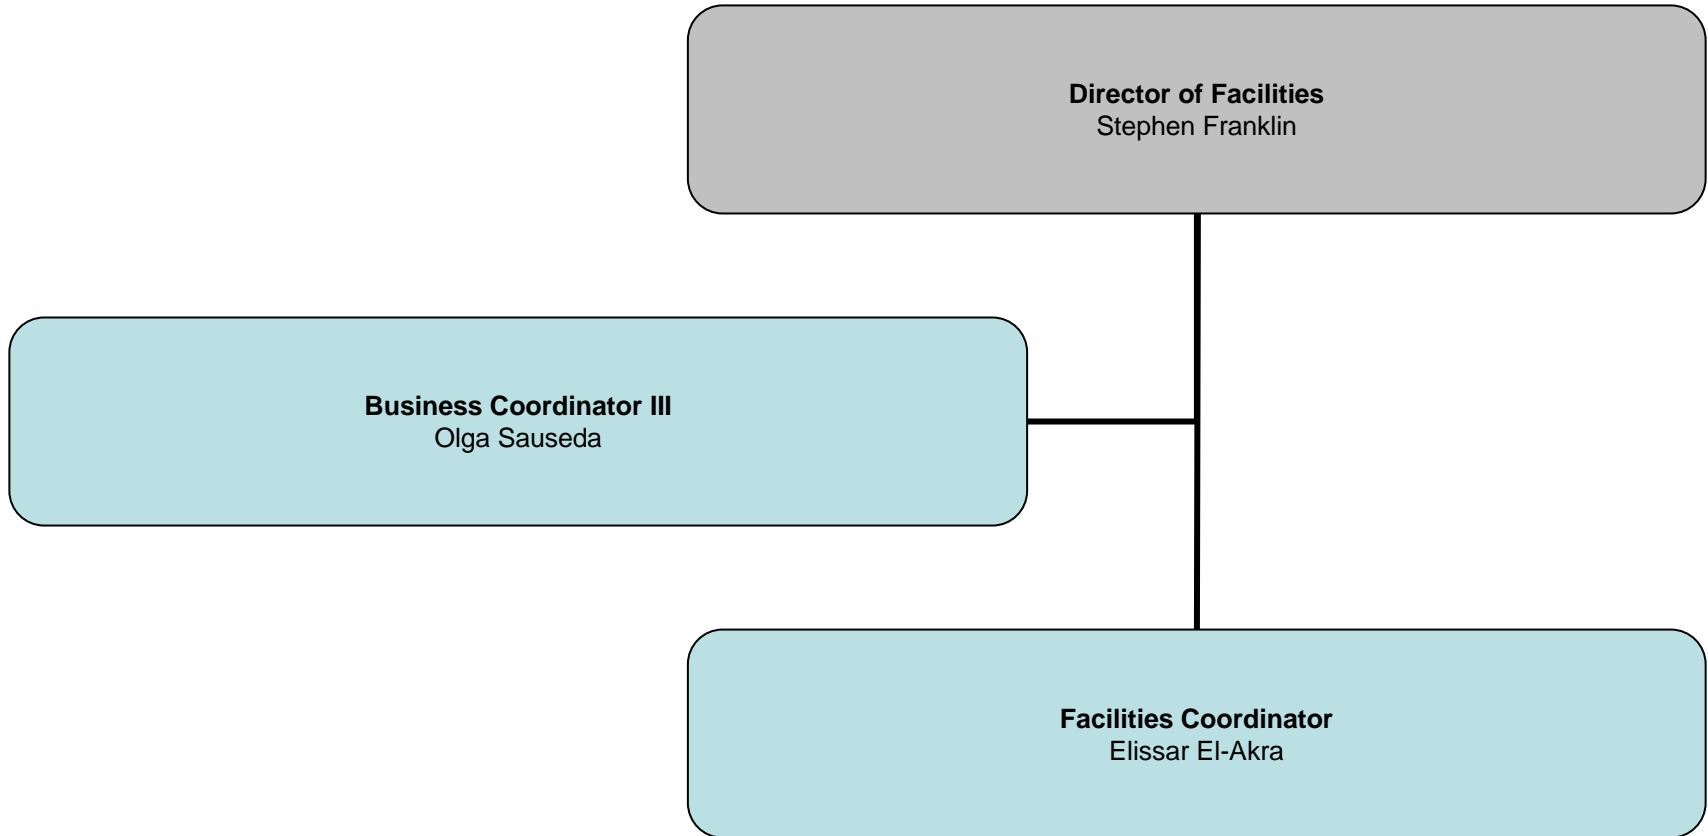 Director of Facilities
Stephen Franklin
Business Coordinator III
Olga Sauseda
Facilities Coordinator
Elissar El-Akra